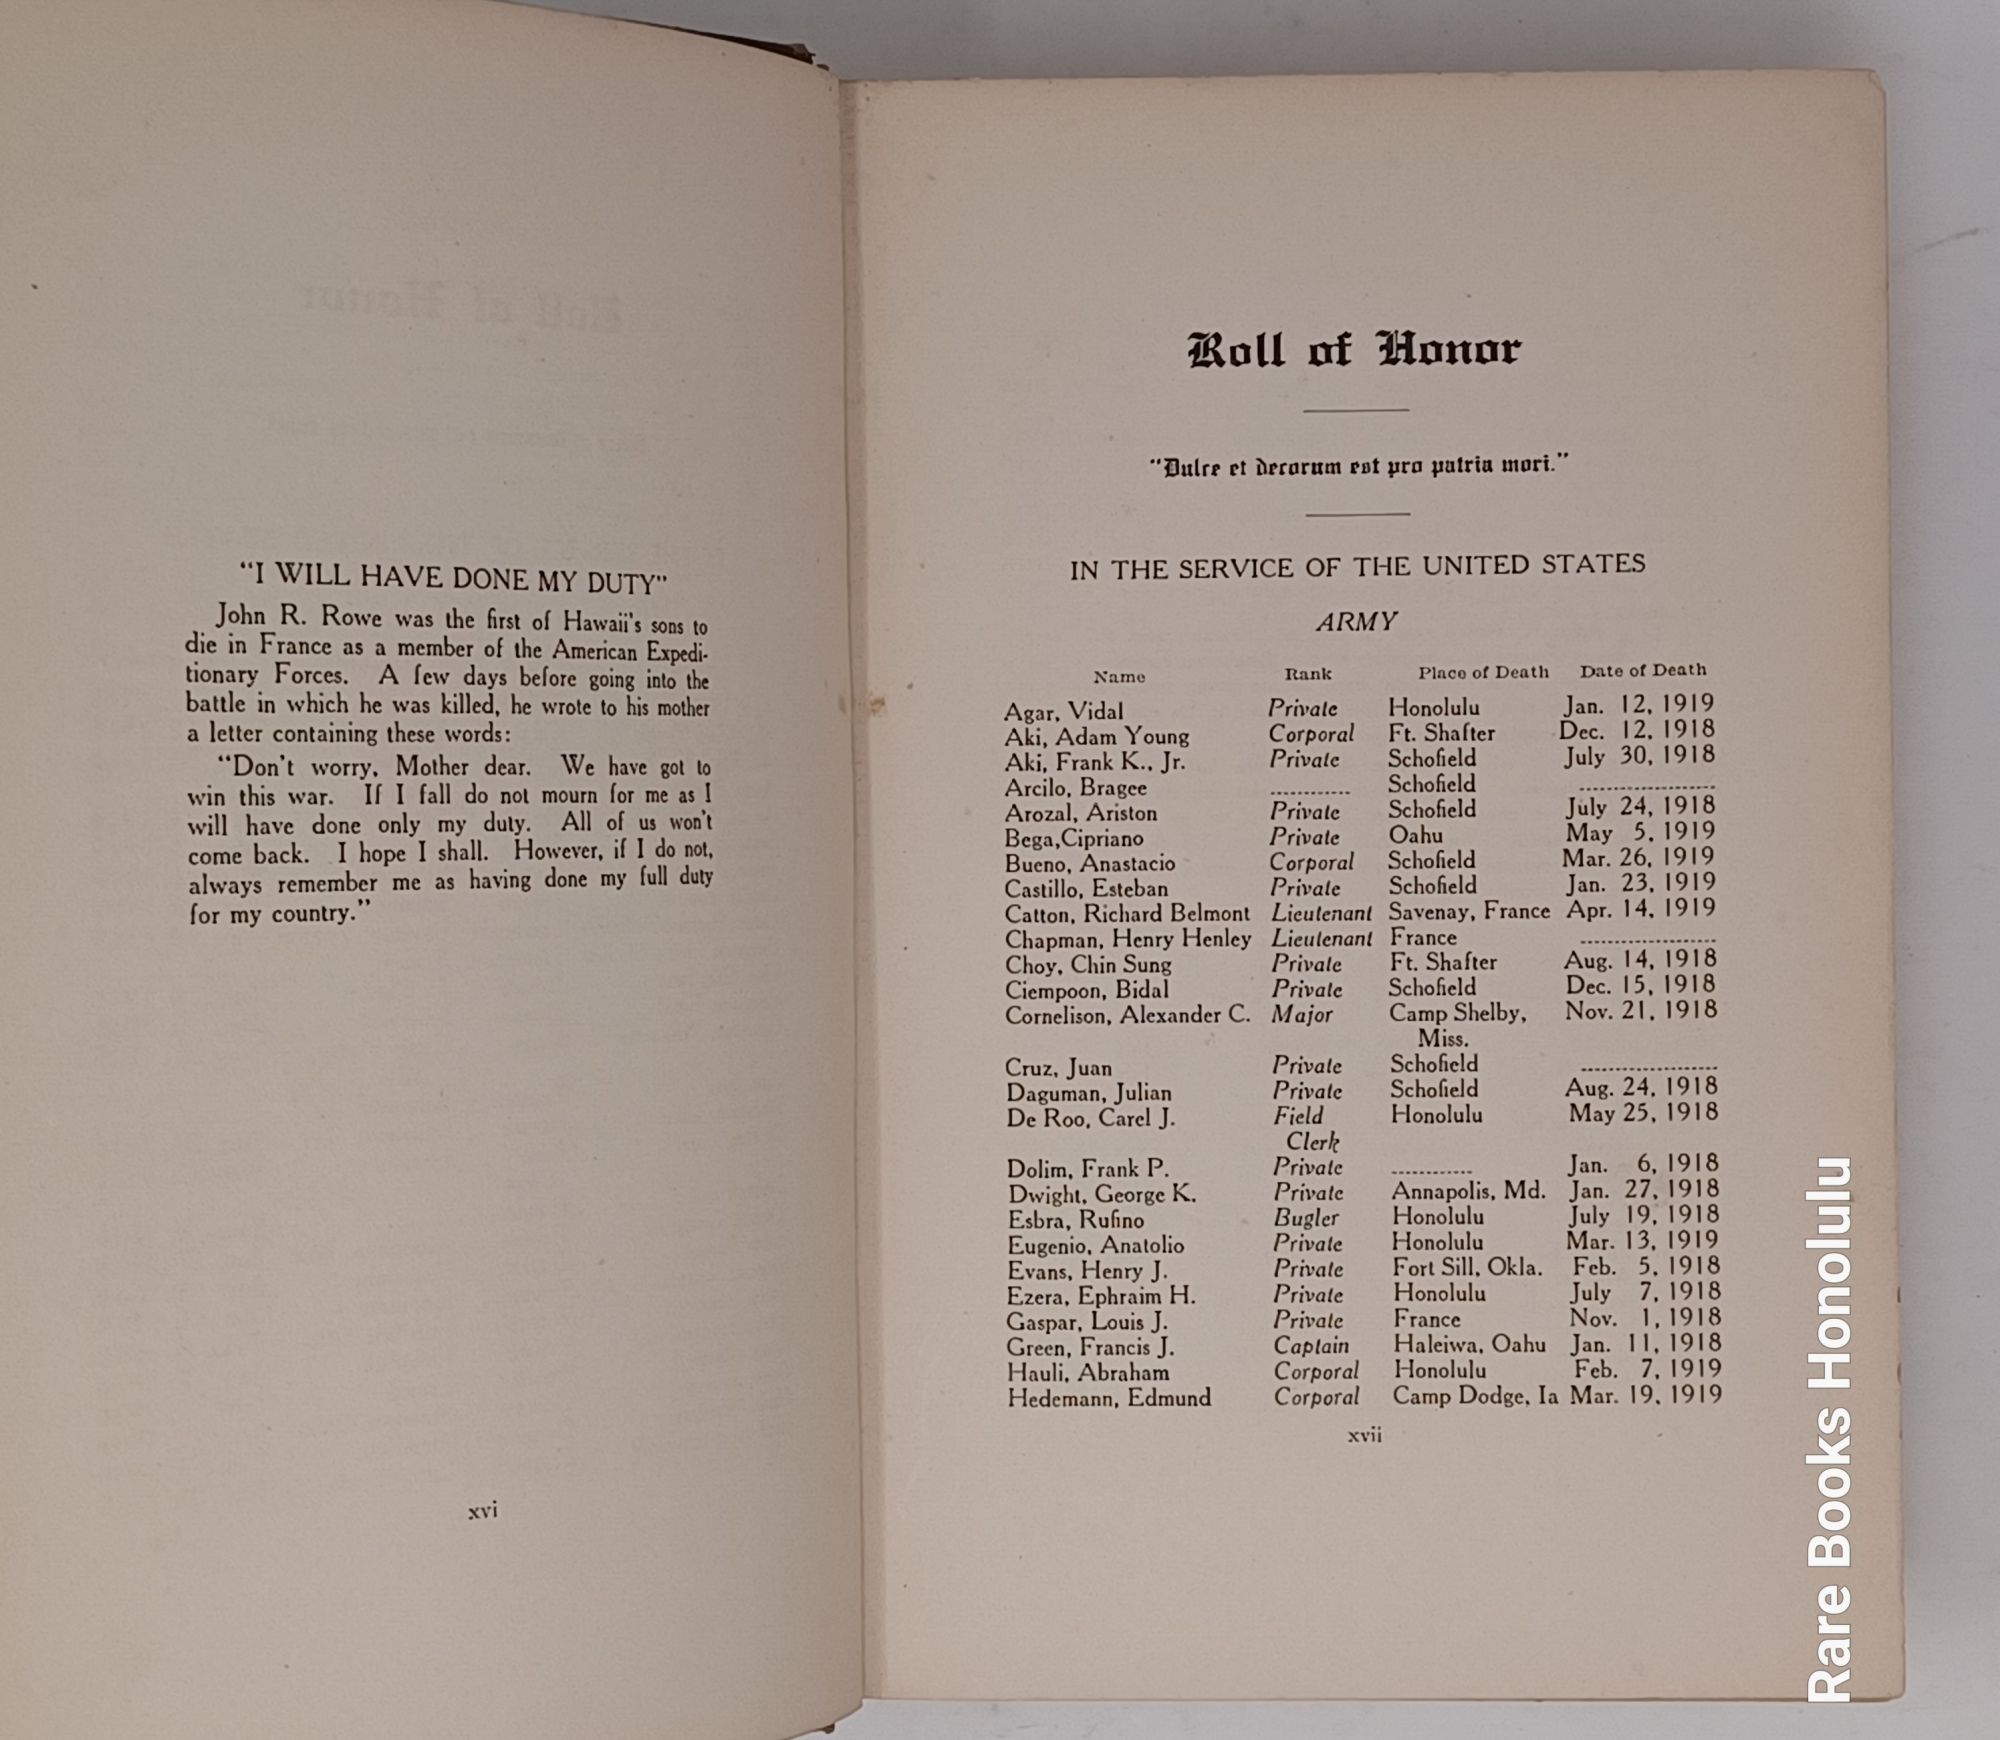 "I WILL HAVE DONE MY DUTY"
John R. Rowe was the first of Hawaii's sons to
die in France as a member of the American Expedi-
tionary Forces. A few days before going into the
battle in which he was killed, he wrote to his mother
a letter containing these words:
"Don't worry, Mother dear. We have got to
win this war. If I fall do not mourn for me as I
will have done only my duty. All of us won't
come back. I hope I shall. However, if I do not,
always remember me as having done my full duty
for my country."
xvi
Roll of Honor
"Dulce et decorum est pro patria mori."
IN THE SERVICE OF THE UNITED STATES
ARMY
Name Rank Place of Death Date of Death
Agar, Vidal Private Honolulu Jan. 12, 1919
Aki, Adam Young Corporal Ft. Shafter Dec. 12, 1918
Aki, Frank K., Jr. Private Schofield July 30, 1918
Arcilo, Bragee ............ Schofield ....................
Arozal, Ariston Private Schofield July 24, 1918
Bega,Cipriano Private Oahu May 5, 1919
Bueno, Anastacio Corporal Schofield Mar. 26, 1919
Castillo, Esteban Private Schofield Jan. 23, 1919
Catton, Richard Belmont Lieutenant Savenay, France Apr. 14, 1919
Chapman, Henry Henley Lieutenant France ....................
Choy, Chin Sung Private Ft. Shafter Aug. 14, 1918
Ciempoon, Bidal Private Schofield Dec. 15, 1918
Cornelison, Alexander C. Major Camp Shelby, Nov. 21, 1918
Miss.
Cruz, Juan Private Schofield ....................
Daguman, Julian Private Schofield Aug. 24, 1918
De Roo, Carel J. Field Honolulu May 25, 1918
Clerk
Dolim, Frank P. Private ............ Jan. 6, 1918
Dwight, George K. Private Annapolis, Md. Jan. 27, 1918
Esbra, Rufino Bugler Honolulu July 19, 1918
Eugenio, Anatolio Private Honolulu Mar. 13, 1919
Evans, Henry J. Private Fort Sill, Okla. Feb. 5, 1918
Ezera, Ephraim H. Private Honolulu July 7, 1918
Gaspar, Louis J. Private France Nov. 1, 1918
Green, Francis J. Captain Haleiwa, Oahu Jan. 11, 1918
Hauli, Abraham Corporal Honolulu Feb. 7, 1919
Hedemann, Edmund Corporal Camp Dodge, Ia Mar. 19, 1919
xvii
Rare Books Honolulu